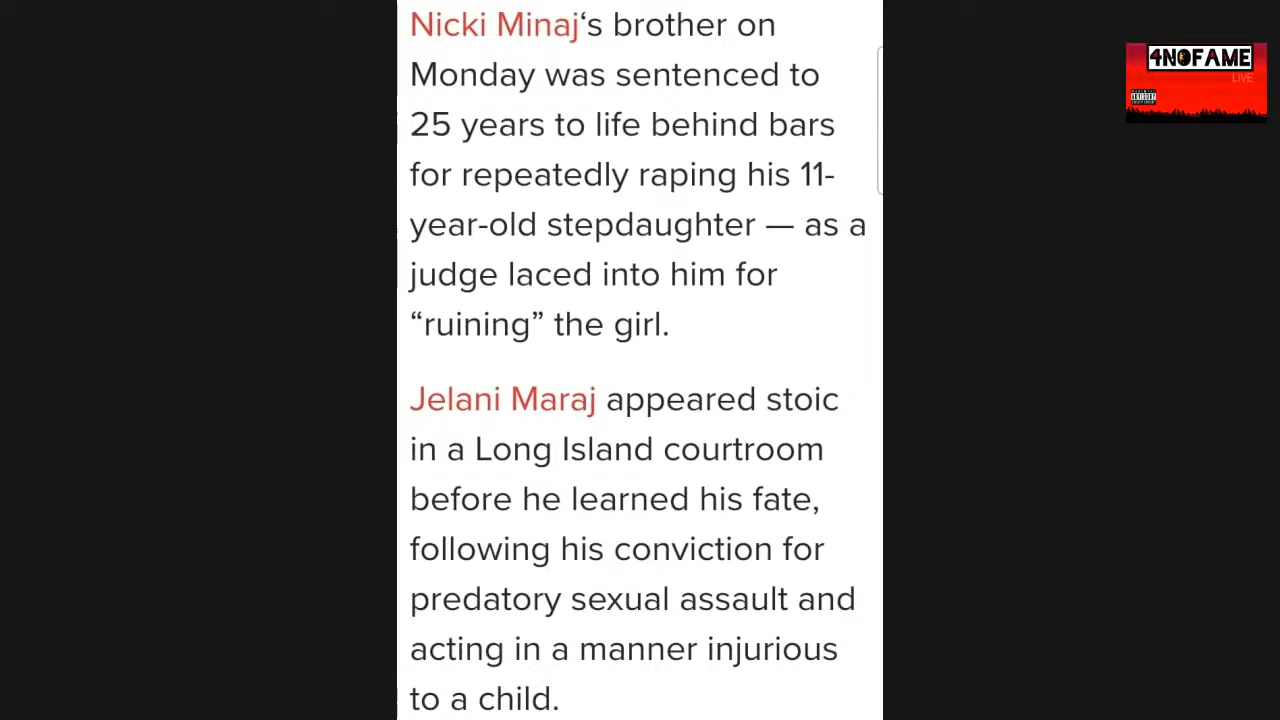 Nicki Minaj‘s brother on
Monday was sentenced to
25 years to life behind bars
for repeatedly raping his 11-
year-old stepdaughter — as a
judge laced into him for
“ruining” the girl.
Jelani Maraj appeared stoic
in a Long Island courtroom
before he learned his fate,
following his conviction for
predatory sexual assault and
acting in a manner injurious
to a child.
4NOFAME
LIVE